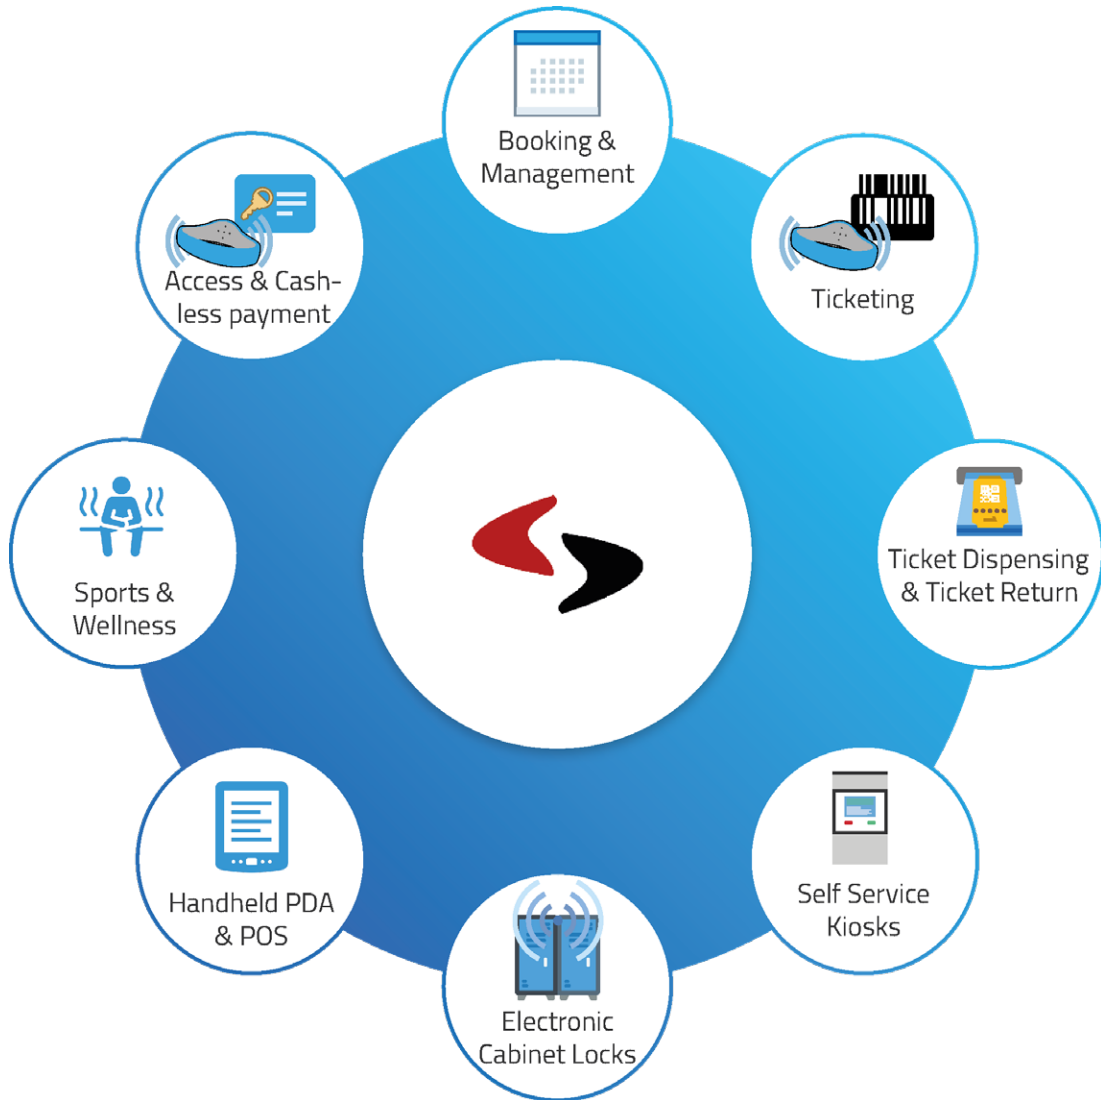 Booking &
Management
Ticketing
Ticket Dispensing
& Ticket Return
Self Service
Kiosks
Electronic
Cabinet Locks
Handheld PDA
& POS
Sports &
Wellness
Access & Cash-
less payment